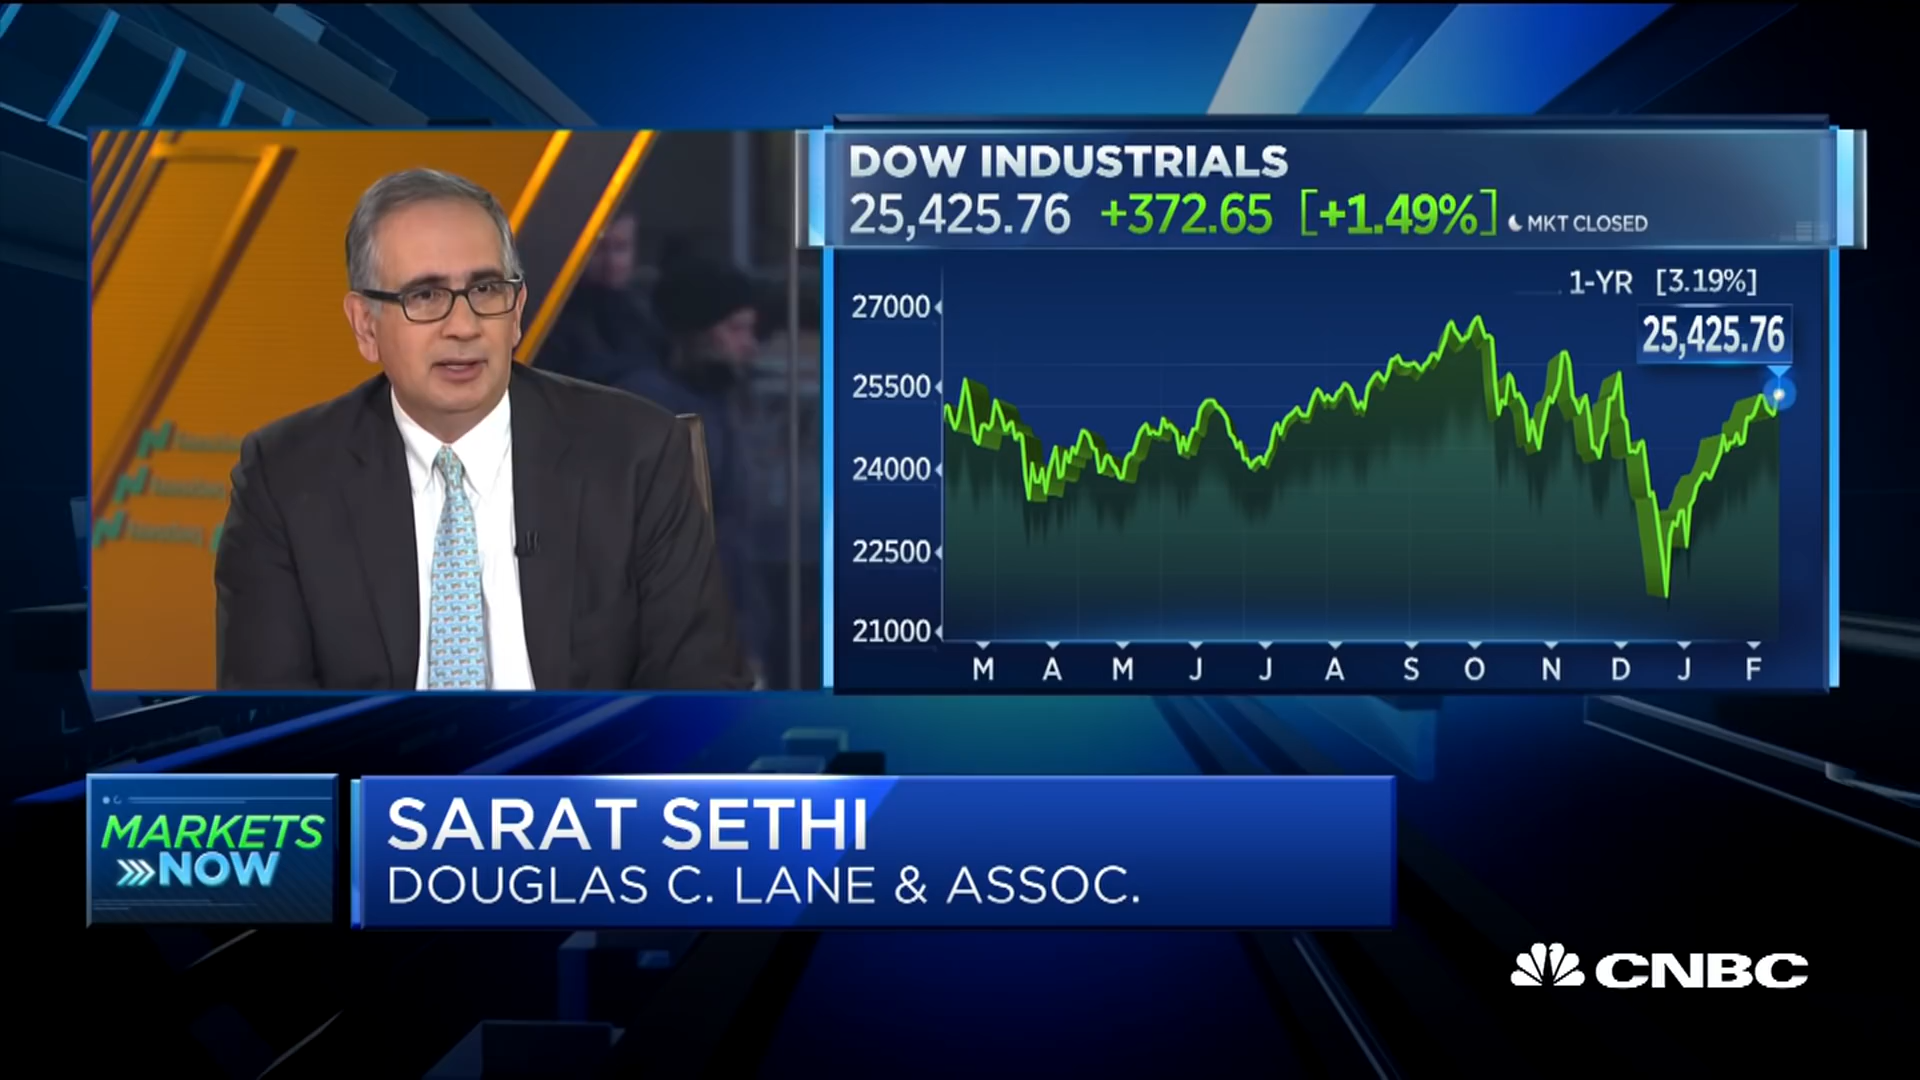 DOW INDUSTRIALS
25,425.76 +372.65 [+1.49%] MKT CLOSED
1-YR [3.19%]
25,425.76
27000
25500
24000
22500
21000
M A M J J A S O N D J F
MARKETS
NOW
SARAT SETHI
DOUGLAS C. LANE & ASSOC.
CNBC